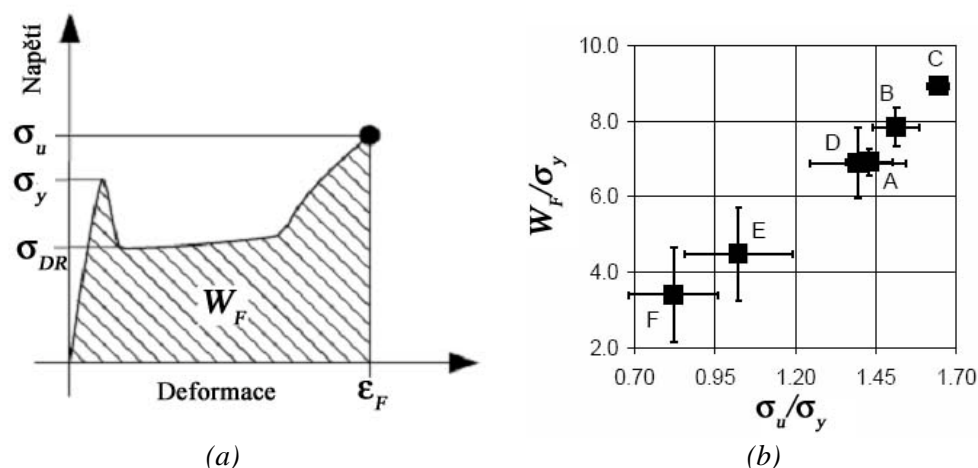 Napětí
σu
σy
σDR
WF
Deformace
εF
(a)
10.0
8.0
6.0
4.0
2.0
WF/σy
C
B
D
A
E
F
0.70 0.95 1.20 1.45 1.70
σu/σy
(b)